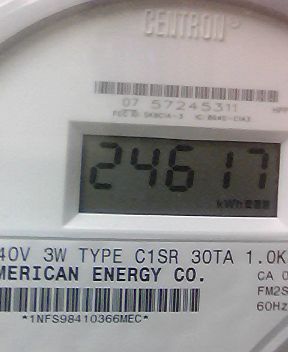 CENTRON®
07 57245311
24617
kWh
40V 3W TYPE C1SR 30TA 1.0K
MERICAN ENERGY CO.
CA 0
FM2S
60Hz
*1NFS98410366MEC*